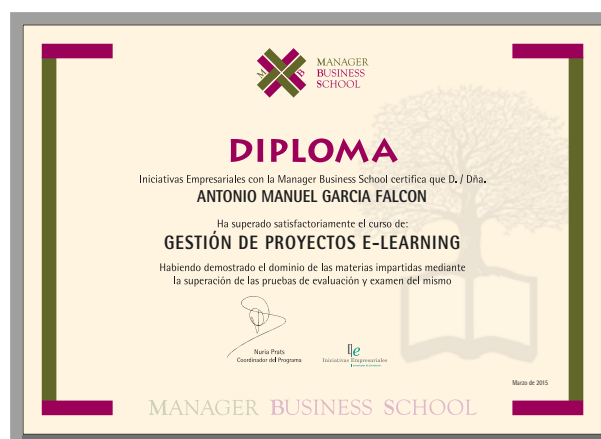 M B
MANAGER
BUSINESS
SCHOOL
DIPLOMA
Iniciativas Empresariales con la Manager Business School certifica que D. / Dña.
ANTONIO MANUEL GARCIA FALCON
Ha superado satisfactoriamente el curso de:
GESTIÓN DE PROYECTOS E-LEARNING
Habiendo demostrado el dominio de las materias impartidas mediante
la superación de las pruebas de evaluación y examen del mismo
Nuria Prats
Coordinador del Programa
Iniciativas Empresariales
Marzo de 2015
MANAGER BUSINESS SCHOOL